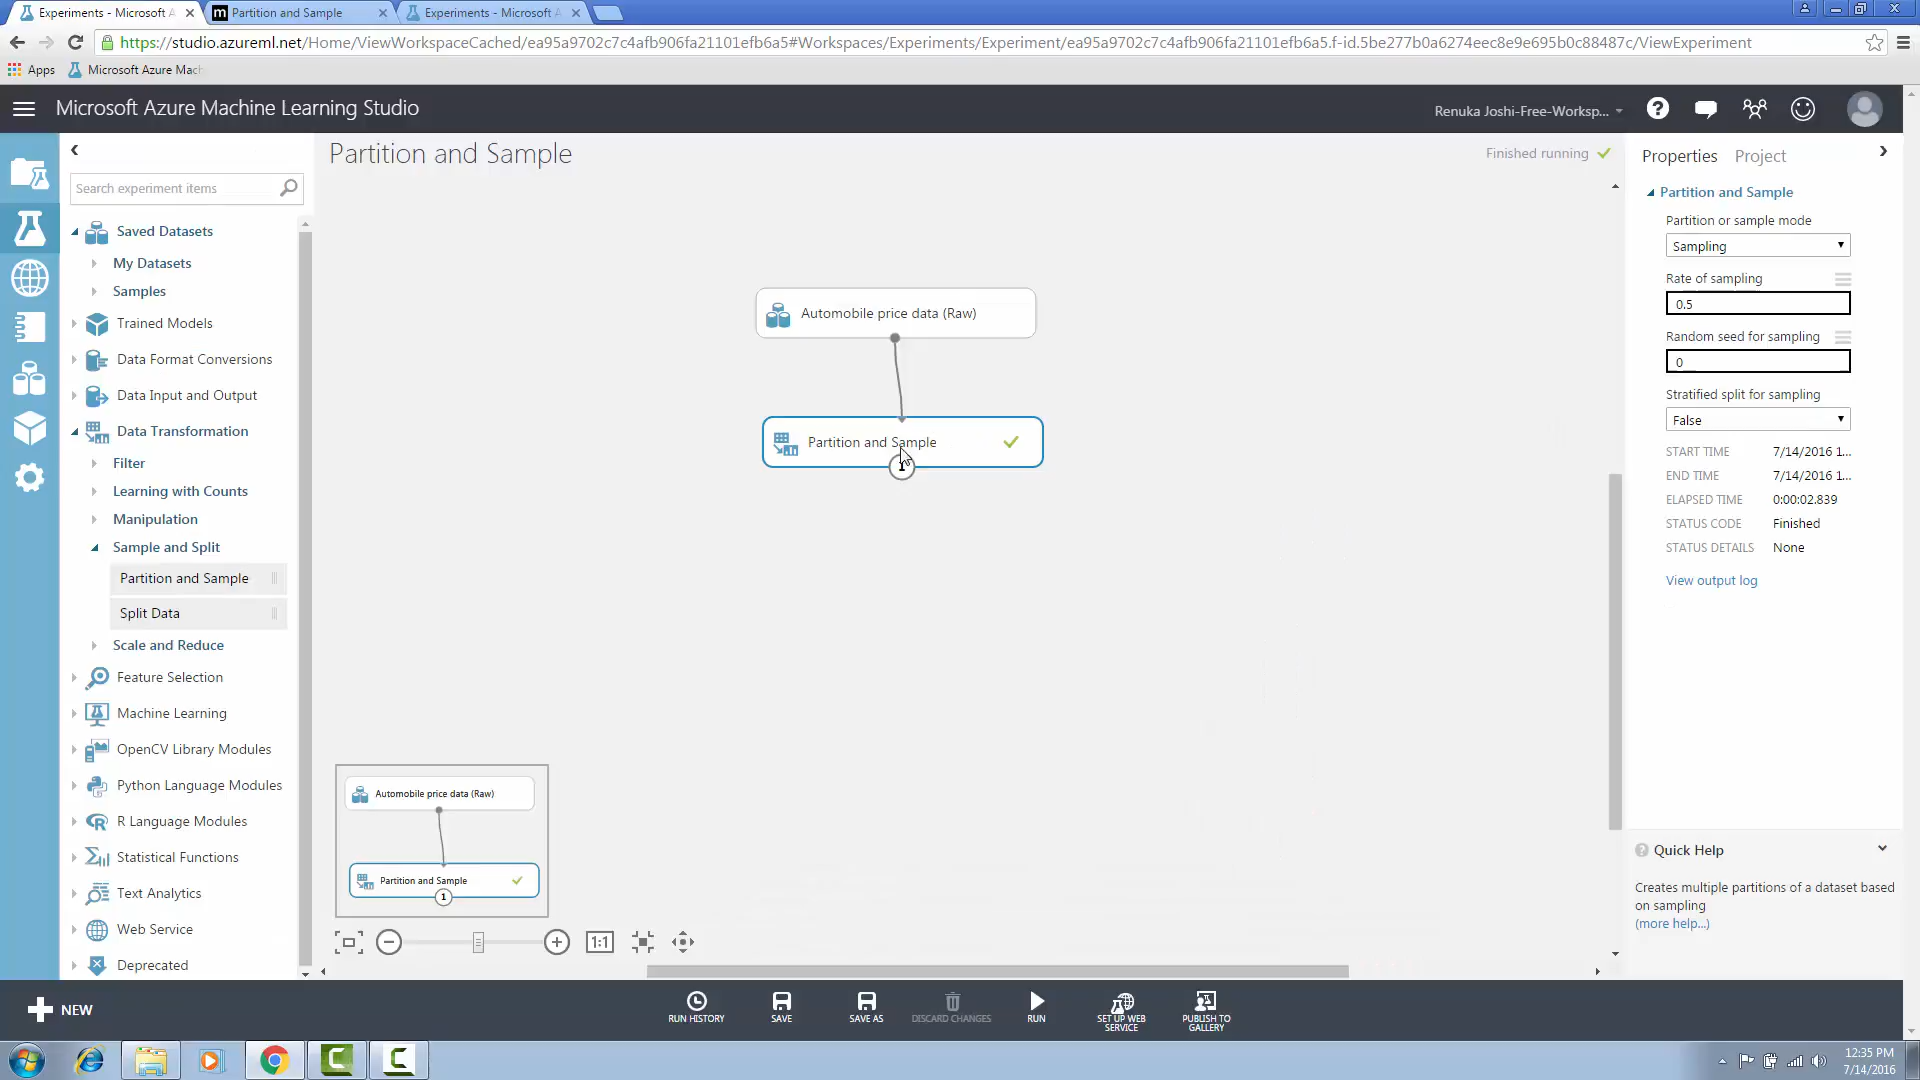 Experiments - Microsoft A
Partition and Sample
Experiments - Microsoft A
https://studio.azureml.net/Home/ViewWorkspaceCached/ea95a9702c7c4afb906fa21101efb6a5#Workspaces/Experiments/Experiment/ea95a9702c7c4afb906fa21101efb6a5.f-id.5be277b0a6274eec8e9e695b0c88487c/ViewExperiment
Apps
Microsoft Azure Mach
Microsoft Azure Machine Learning Studio
Renuka Joshi-Free-Worksp...
Search experiment items
Saved Datasets
My Datasets
Samples
Trained Models
Data Format Conversions
Data Input and Output
Data Transformation
Filter
Learning with Counts
Manipulation
Sample and Split
Partition and Sample
Split Data
Scale and Reduce
Feature Selection
Machine Learning
OpenCV Library Modules
Python Language Modules
R Language Modules
Statistical Functions
Text Analytics
Web Service
Deprecated
Partition and Sample
Finished running
Automobile price data (Raw)
Partition and Sample
1
Automobile price data (Raw)
Partition and Sample
1
1:1
Properties Project
Partition and Sample
Partition or sample mode
Sampling
Rate of sampling
0.5
Random seed for sampling
0
Stratified split for sampling
False
START TIME 7/14/2016 1...
END TIME 7/14/2016 1...
ELAPSED TIME 0:00:02.839
STATUS CODE Finished
STATUS DETAILS None
View output log
Quick Help
Creates multiple partitions of a dataset based
on sampling
(more help...)
NEW
RUN HISTORY
SAVE
SAVE AS
DISCARD CHANGES
RUN
SET UP WEB
SERVICE
PUBLISH TO
GALLERY
12:35 PM
7/14/2016